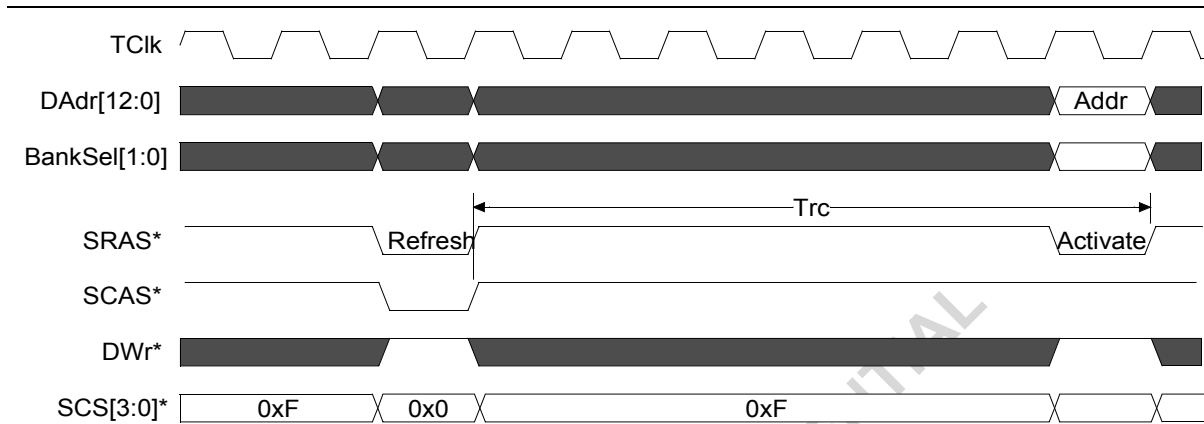 TClk
DAdr[12:0]
Addr
BankSel[1:0]
Trc
SRAS*
Refresh
Activate
SCAS*
DWr*
SCS[3:0]*
0xF
0x0
0xF